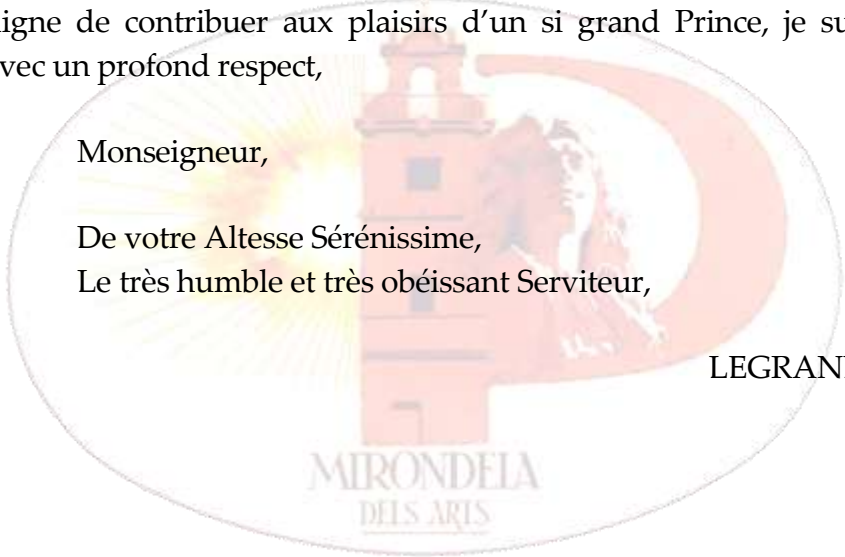 igne de contribuer aux plaisirs d’un si grand Prince, je su
vec un profond respect,
Monseigneur,
De votre Altesse Sérénissime,
Le très humble et très obéissant Serviteur,
LEGRAN
MIRONDELA
DELS ARTS